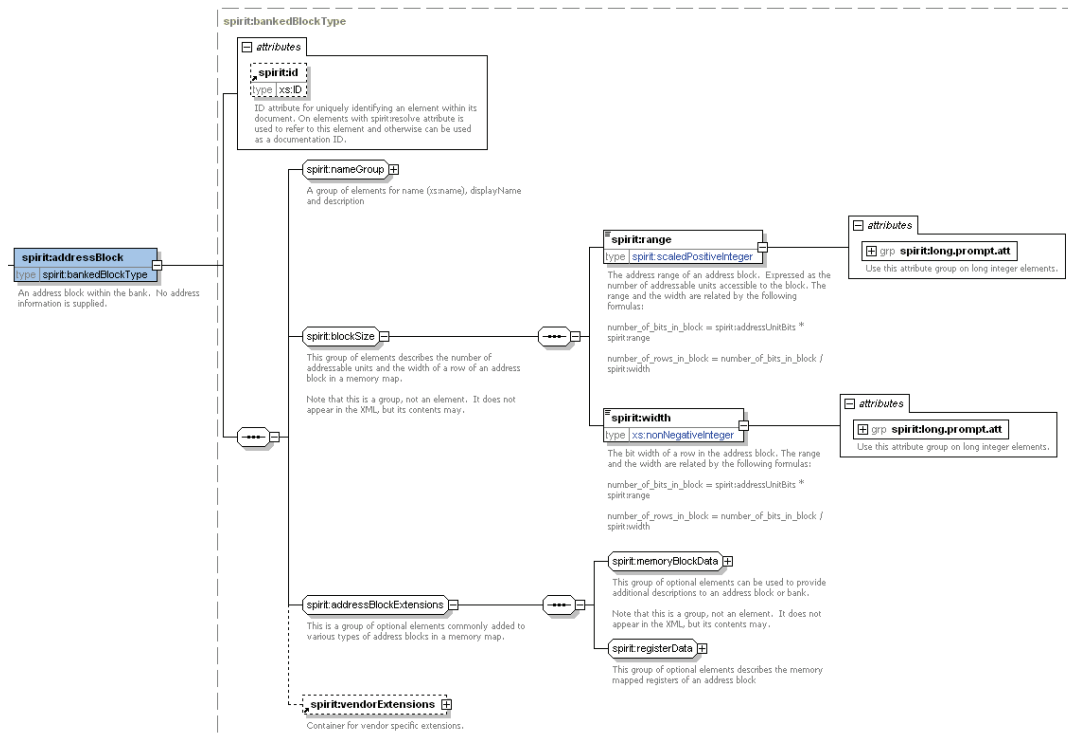 spirit:bankedBlockType
attributes
spirit:id
type xs:ID
ID attribute for uniquely identifying an element within its
document. On elements with spirit:resolve attribute is
used to refer to this element and otherwise can be used
as a documentation ID.
spirit:nameGroup
A group of elements for name (xs:name), displayName
and description
spirit:addressBlock
type spirit:bankedBlockType
An address block within the bank.  No address
information is supplied.
spirit:blockSize
This group of elements describes the number of
addressable units and the width of a row of an address
block in a memory map.
Note that this is a group, not an element.  It does not
appear in the XML, but its contents may.
spirit:range
type spirit:scaledPositiveInteger
The address range of an address block.  Expressed as the
number of addressable units accessible to the block. The
range and the width are related by the following
formulas:
number_of_bits_in_block = spirit:addressUnitBits *
spirit:range
number_of_rows_in_block = number_of_bits_in_block /
spirit:width
attributes
grp spirit:long.prompt.att
Use this attribute group on long integer elements.
spirit:width
type xs:nonNegativeInteger
The bit width of a row in the address block. The range
and the width are related by the following formulas:
number_of_bits_in_block = spirit:addressUnitBits *
spirit:range
number_of_rows_in_block = number_of_bits_in_block /
spirit:width
attributes
grp spirit:long.prompt.att
Use this attribute group on long integer elements.
spirit:addressBlockExtensions
This is a group of optional elements commonly added to
various types of address blocks in a memory map.
spirit:memoryBlockData
This group of optional elements can be used to provide
additional descriptions to an address block or bank.
Note that this is a group, not an element.  It does not
appear in the XML, but its contents may.
spirit:registerData
This group of optional elements describes the memory
mapped registers of an address block
spirit:vendorExtensions
Container for vendor specific extensions.